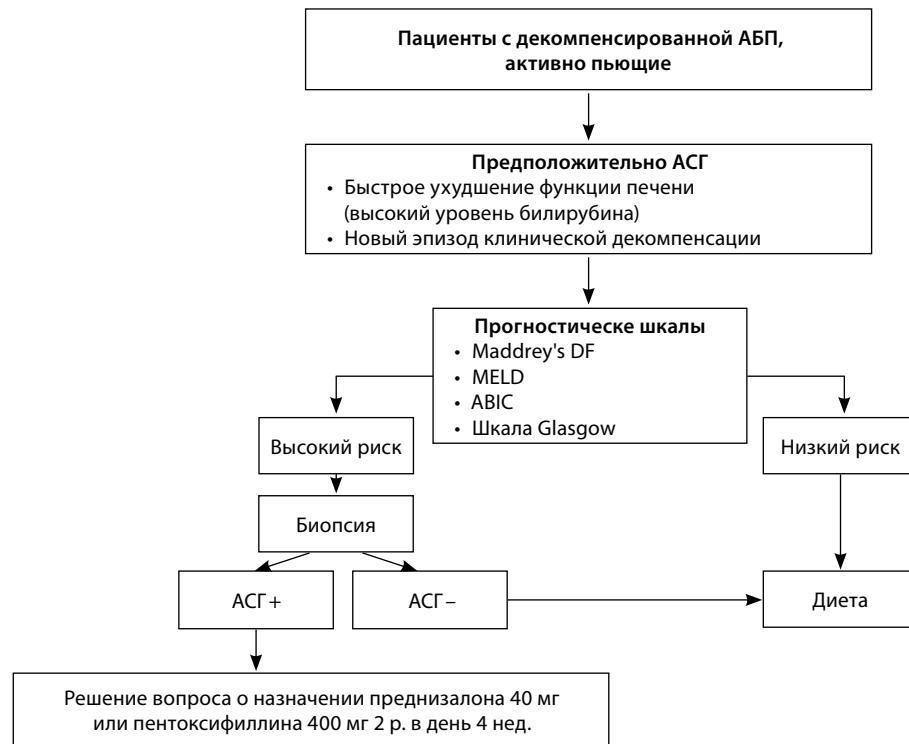 Пациенты с декомпенсированной АБП,
активно пьющие
Предположительно АСГ
• Быстрое ухудшение функции печени
(высокий уровень билирубина)
• Новый эпизод клинической декомпенсации
Прогностическе шкалы
• Maddrey's DF
• MELD
• ABIC
• Шкала Glasgow
Высокий риск
Низкий риск
Биопсия
АСГ +
АСГ –
Диета
Решение вопроса о назначении преднизалона 40 мг
или пентоксифиллина 400 мг 2 р. в день 4 нед.